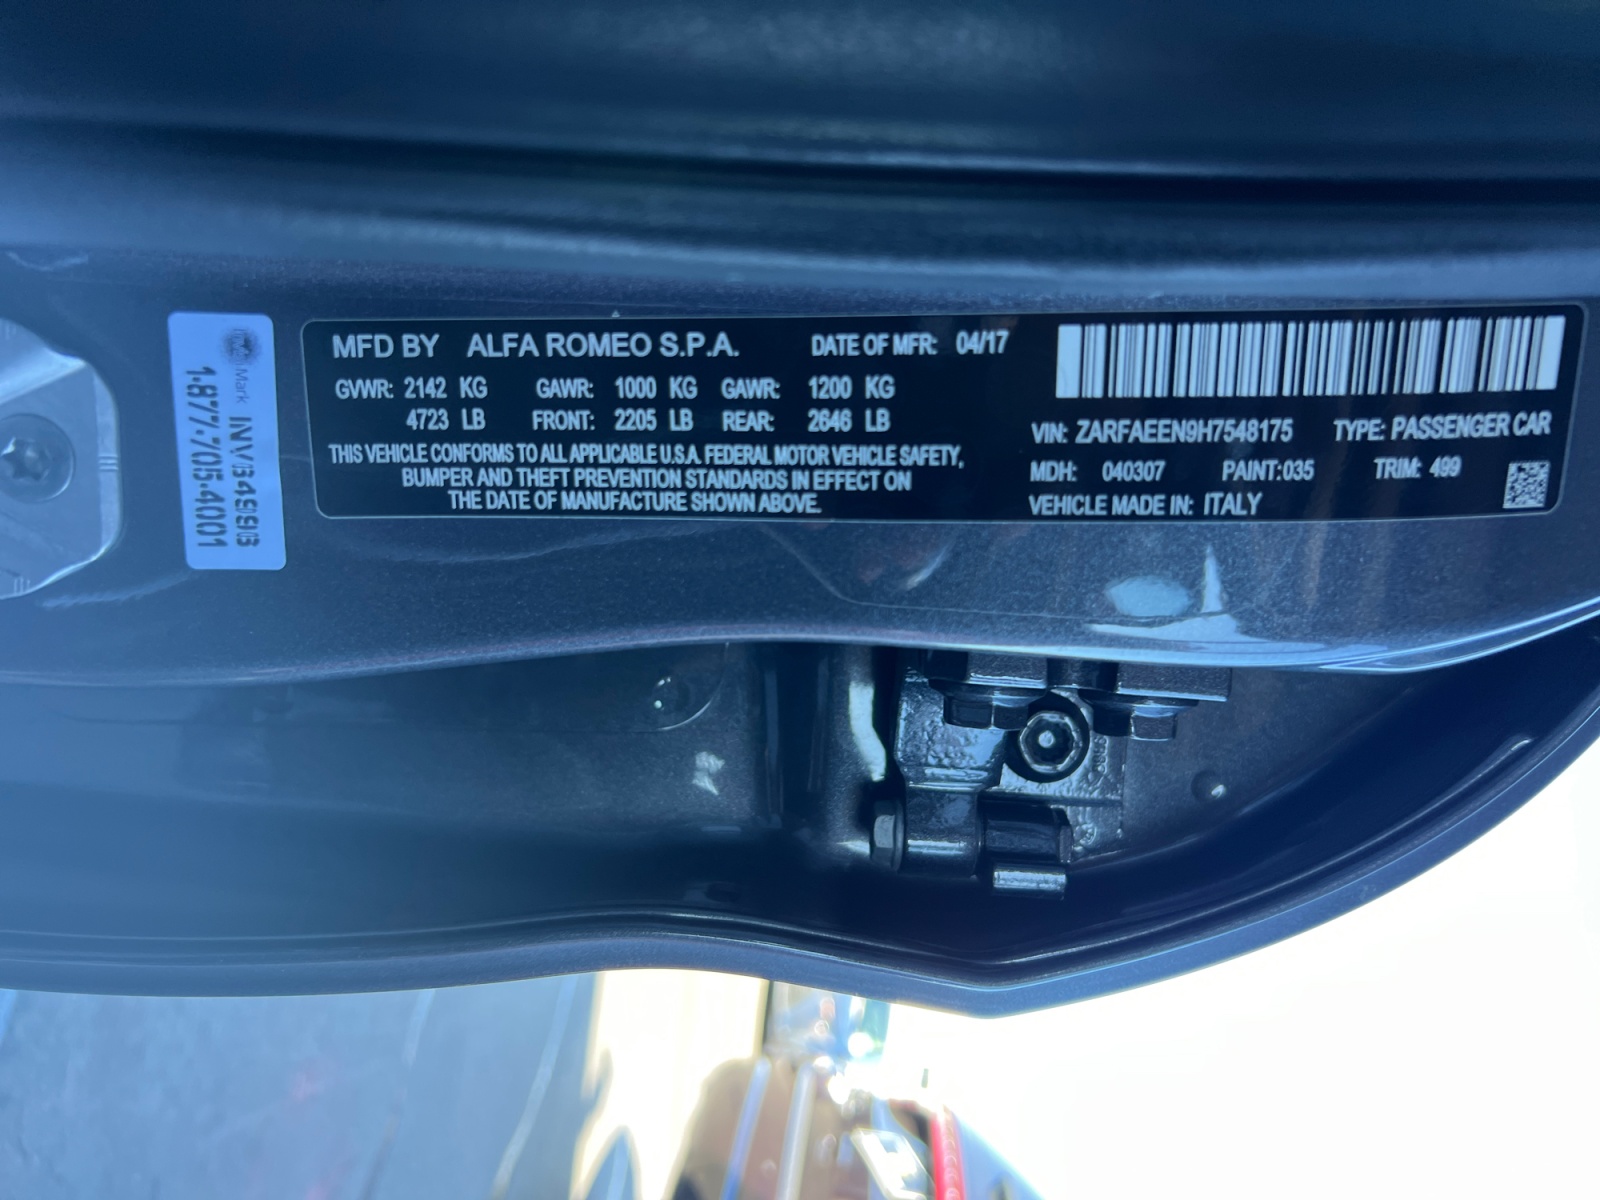 MFD BY ALFA ROMEO S.P.A. DATE OF MFR: 04/17
GVWR: 2142 KG GAWR: 1000 KG GAWR: 1200 KG
4723 LB FRONT: 2205 LB REAR: 2646 LB
THIS VEHICLE CONFORMS TO ALL APPLICABLE U.S.A. FEDERAL MOTOR VEHICLE SAFETY,
BUMPER AND THEFT PREVENTION STANDARDS IN EFFECT ON
THE DATE OF MANUFACTURE SHOWN ABOVE.
VIN: ZARFAEEN9H7548175 TYPE: PASSENGER CAR
MDH: 040307 PAINT:035 TRIM: 499
VEHICLE MADE IN: ITALY
Mark
1-877-705-4001